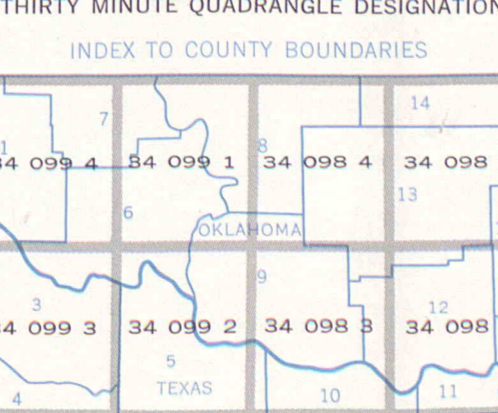 THIRTY MINUTE QUADRANGLE DESIGNATION
INDEX TO COUNTY BOUNDARIES
14
7
1
8
34 099 4
34 099 1
34 098 4
34 098
13
6
OKLAHOMA
9
3
12
34 099 3
34 099 2
34 098 3
34 098
5
TEXAS
4
10
11